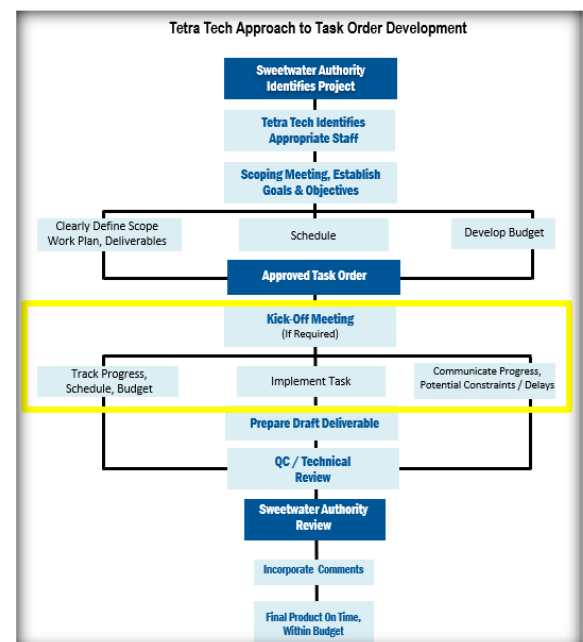 Tetra Tech Approach to Task Order Development
Sweetwater Authority
Identifies Project
Tetra Tech Identifies
Appropriate Staff
Scoping Meeting, Establish
Goals & Objectives
Clearly Define Scope
Work Plan, Deliverables
Schedule
Develop Budget
Approved Task Order
Kick-Off Meeting
(If Required)
Track Progress,
Schedule, Budget
Implement Task
Communicate Progress,
Potential Constraints / Delays
Prepare Draft Deliverable
QC / Technical
Review
Sweetwater Authority
Review
Incorporate Comments
Final Product On Time,
Within Budget